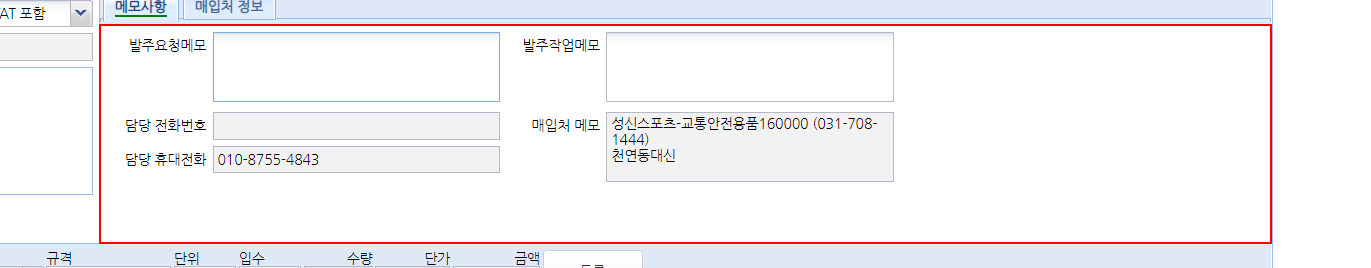 VAT 포함
메모사항
매입처 정보
발주요청메모
발주작업메모
담당 전화번호
매입처 메모
성신스포츠-교통안전용품160000 (031-708-
1444)
천연동대신
담당 휴대전화
010-8755-4843
규격
단위
입수
수량
단가
금액